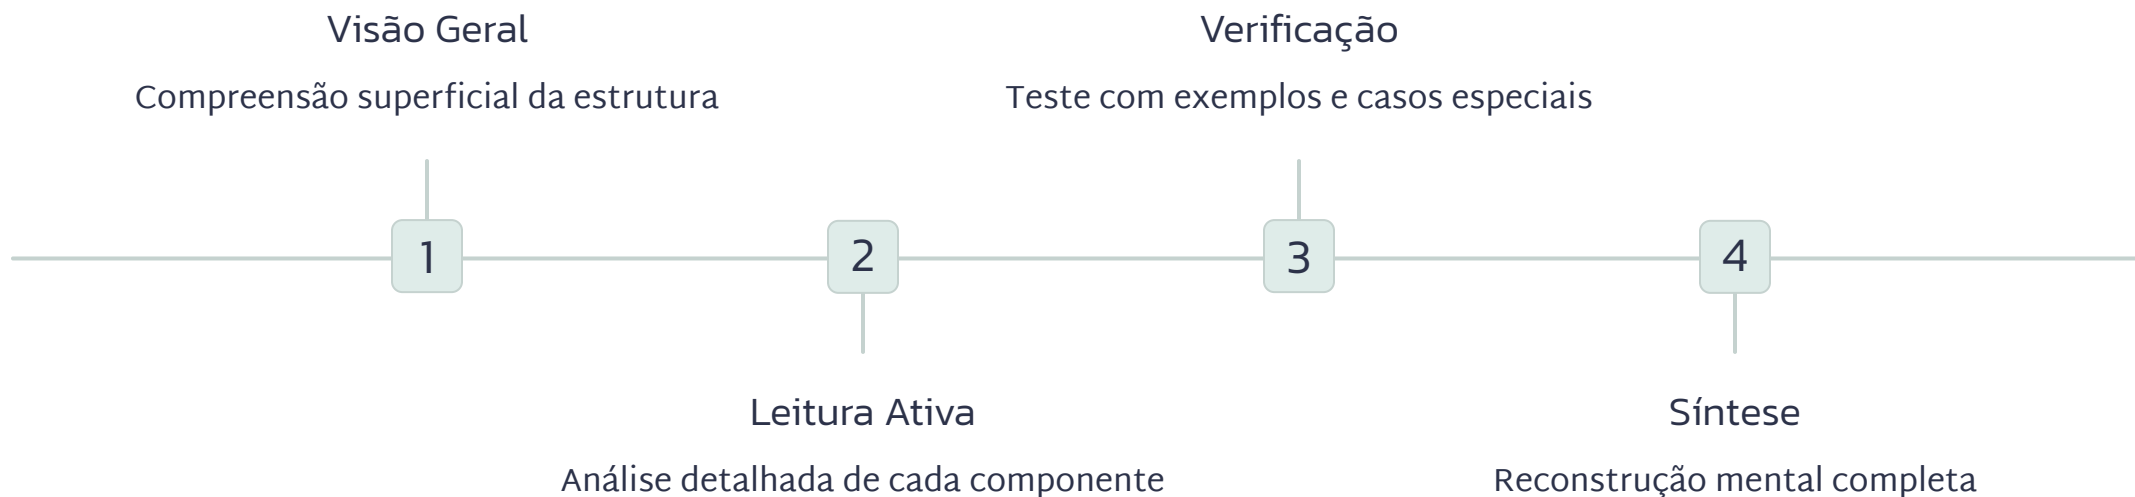 Visão Geral
Compreensão superficial da estrutura
1
2
Leitura Ativa
Análise detalhada de cada componente
Verificação
Teste com exemplos e casos especiais
3
4
Síntese
Reconstrução mental completa